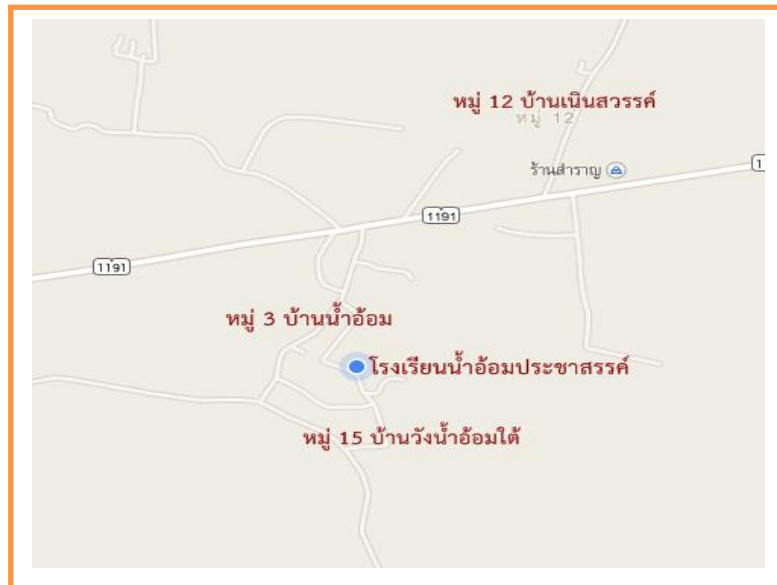 หมู่ 12 บ้านเนินสวรรค์
หมู่ 12
ร้านสำราญ
1191
1191
หมู่ 3 บ้านน้ำอ้อม
โรงเรียนน้ำอ้อมประชาสรรค์
หมู่ 15 บ้านวังน้ำอ้อมใต้